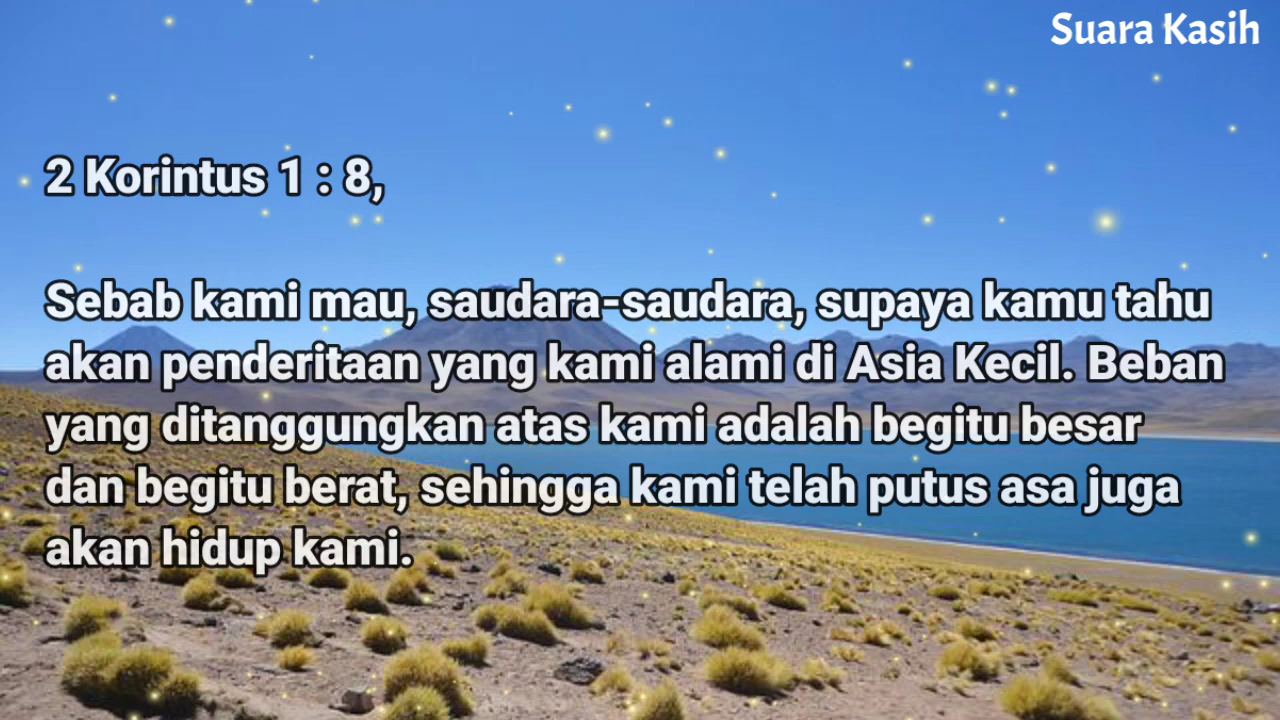 Suara Kasih
2 Korintus 1 : 8,
Sebab kami mau, saudara-saudara, supaya kamu tahu
akan penderitaan yang kami alami di Asia Kecil. Beban
yang ditanggungkan atas kami adalah begitu besar
dan begitu berat, sehingga kami telah putus asa juga
akan hidup kami.